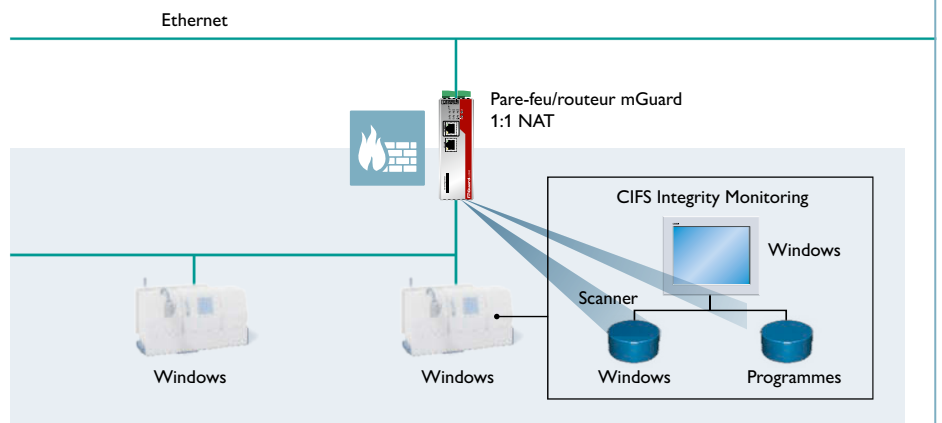 Ethernet
Pare-feu/routeur mGuard
1:1 NAT
CIFS Integrity Monitoring
Windows
Scanner
Windows
Windows
Windows
Programmes